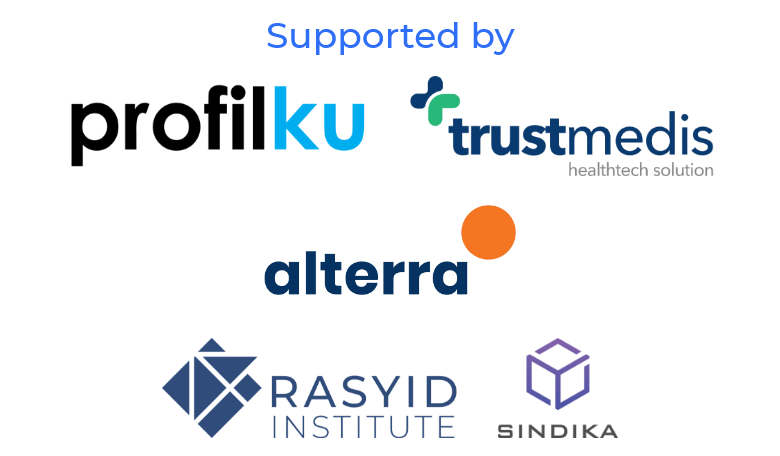 Supported by
profilku
trustmedis
healthtech solution
alterra
RASYID
INSTITUTE
SINDIKA